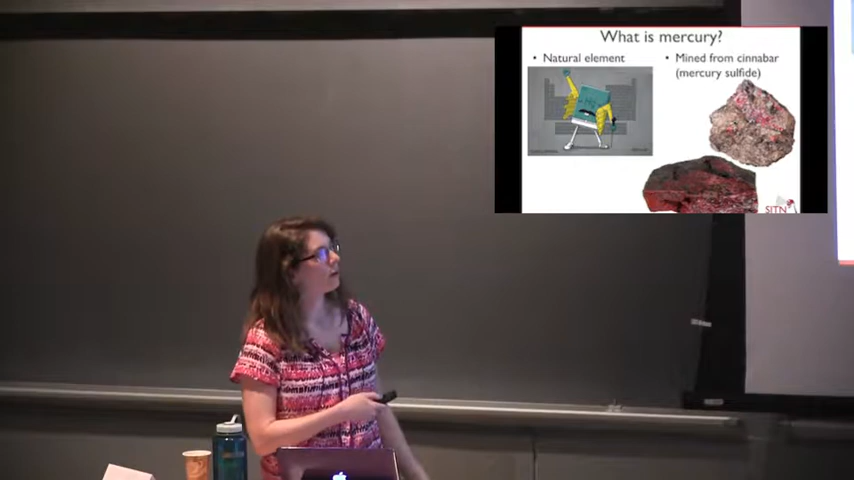 What is mercury?
• Natural element
• Mined from cinnabar
(mercury sulfide)
SITN